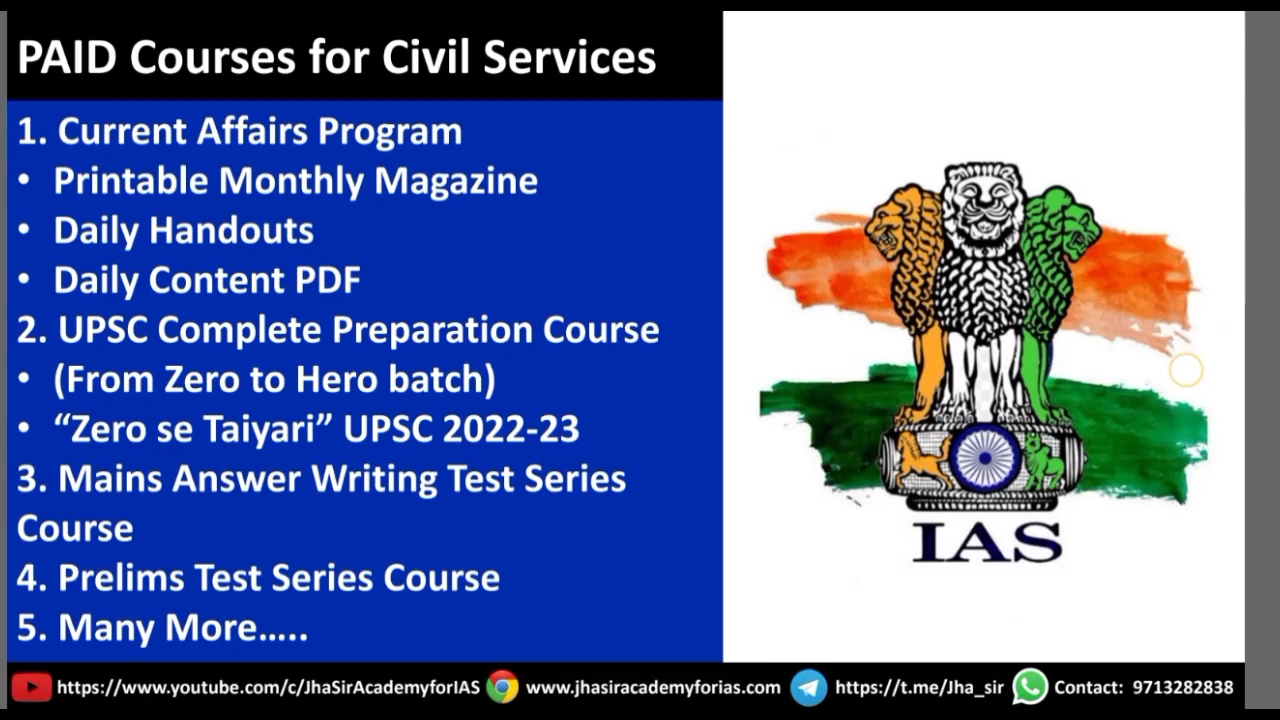 PAID Courses for Civil Services
1. Current Affairs Program
• Printable Monthly Magazine
• Daily Handouts
• Daily Content PDF
2. UPSC Complete Preparation Course
• (From Zero to Hero batch)
• “Zero se Taiyari” UPSC 2022-23
3. Mains Answer Writing Test Series
Course
4. Prelims Test Series Course
5. Many More…..
IAS
https://www.youtube.com/c/JhaSirAcademyforIAS www.jhasiracademyforias.com https://t.me/Jha_sir Contact: 9713282838